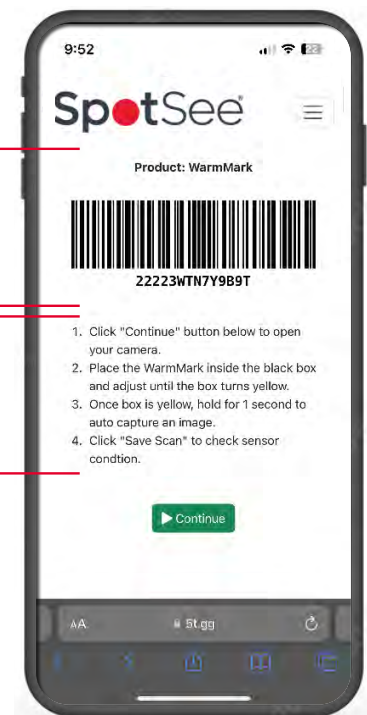 9:52
22
SpotSee®
Product: WarmMark
22223WTN7Y9B9T
1. Click "Continue" button below to open
your camera.
2. Place the WarmMark inside the black box
and adjust until the box turns yellow.
3. Once box is yellow, hold for 1 second to
auto capture an image.
4. Click "Save Scan" to check sensor
condtion.
Continue
AA
5t.gg